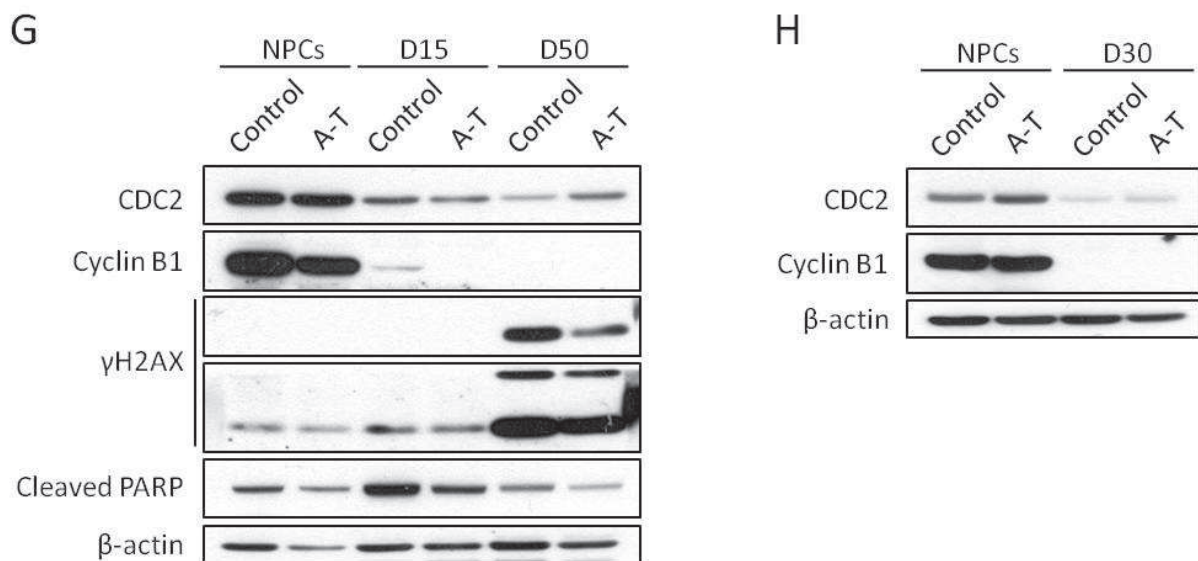 G
NPCs D15 D50
Control A-T Control A-T Control A-T
CDC2
Cyclin B1
γH2AX
Cleaved PARP
β-actin
H
NPCs D30
Control A-T Control A-T
CDC2
Cyclin B1
β-actin